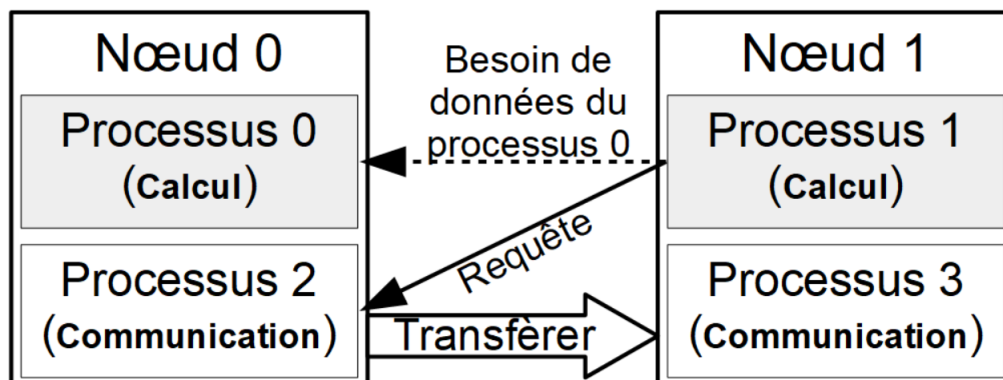 Nœud 0
Processus 0
(Calcul)
Processus 2
(Communication)
Besoin de
données du
processus 0
Requête
Transfèrer
Nœud 1
Processus 1
(Calcul)
Processus 3
(Communication)